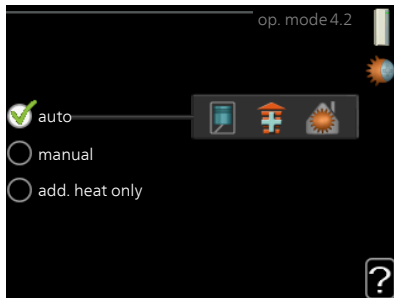 op. mode 4.2
auto
manual
add. heat only
?